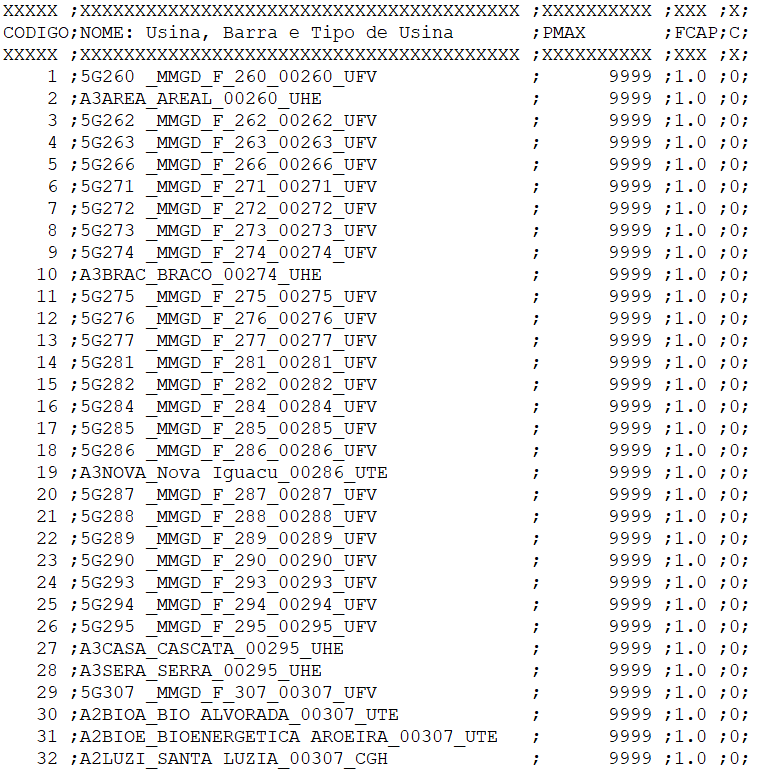 XXXXX ;XXXXXXXXXXXXXXXXXXXXXXXXXXXXXXXXXXXXXXXX ;XXXXXXXXXX ;XXX ;X;
CODIGO;NOME: Usina, Barra e Tipo de Usina        ;PMAX       ;FCAP;C;
XXXXX ;XXXXXXXXXXXXXXXXXXXXXXXXXXXXXXXXXXXXXXXX ;XXXXXXXXXX ;XXX ;X;
    1 ;5G260 _MMGD_F_260_00260_UFV              ;       9999 ;1.0 ;0;
    2 ;A3AREA_AREAL_00260_UHE                   ;       9999 ;1.0 ;0;
    3 ;5G262 _MMGD_F_262_00262_UFV              ;       9999 ;1.0 ;0;
    4 ;5G263 _MMGD_F_263_00263_UFV              ;       9999 ;1.0 ;0;
    5 ;5G266 _MMGD_F_266_00266_UFV              ;       9999 ;1.0 ;0;
    6 ;5G271 _MMGD_F_271_00271_UFV              ;       9999 ;1.0 ;0;
    7 ;5G272 _MMGD_F_272_00272_UFV              ;       9999 ;1.0 ;0;
    8 ;5G273 _MMGD_F_273_00273_UFV              ;       9999 ;1.0 ;0;
    9 ;5G274 _MMGD_F_274_00274_UFV              ;       9999 ;1.0 ;0;
   10 ;A3BRAC_BRACO_00274_UHE                   ;       9999 ;1.0 ;0;
   11 ;5G275 _MMGD_F_275_00275_UFV              ;       9999 ;1.0 ;0;
   12 ;5G276 _MMGD_F_276_00276_UFV              ;       9999 ;1.0 ;0;
   13 ;5G277 _MMGD_F_277_00277_UFV              ;       9999 ;1.0 ;0;
   14 ;5G281 _MMGD_F_281_00281_UFV              ;       9999 ;1.0 ;0;
   15 ;5G282 _MMGD_F_282_00282_UFV              ;       9999 ;1.0 ;0;
   16 ;5G284 _MMGD_F_284_00284_UFV              ;       9999 ;1.0 ;0;
   17 ;5G285 _MMGD_F_285_00285_UFV              ;       9999 ;1.0 ;0;
   18 ;5G286 _MMGD_F_286_00286_UFV              ;       9999 ;1.0 ;0;
   19 ;A3NOVA_Nova Iguacu_00286_UTE             ;       9999 ;1.0 ;0;
   20 ;5G287 _MMGD_F_287_00287_UFV              ;       9999 ;1.0 ;0;
   21 ;5G288 _MMGD_F_288_00288_UFV              ;       9999 ;1.0 ;0;
   22 ;5G289 _MMGD_F_289_00289_UFV              ;       9999 ;1.0 ;0;
   23 ;5G290 _MMGD_F_290_00290_UFV              ;       9999 ;1.0 ;0;
   24 ;5G293 _MMGD_F_293_00293_UFV              ;       9999 ;1.0 ;0;
   25 ;5G294 _MMGD_F_294_00294_UFV              ;       9999 ;1.0 ;0;
   26 ;5G295 _MMGD_F_295_00295_UFV              ;       9999 ;1.0 ;0;
   27 ;A3CASA_CASCATA_00295_UHE                 ;       9999 ;1.0 ;0;
   28 ;A3SERA_SERRA_00295_UHE                   ;       9999 ;1.0 ;0;
   29 ;5G307 _MMGD_F_307_00307_UFV              ;       9999 ;1.0 ;0;
   30 ;A2BIOA_BIO ALVORADA_00307_UTE            ;       9999 ;1.0 ;0;
   31 ;A2BIOE_BIOENERGETICA AROEIRA_00307_UTE   ;       9999 ;1.0 ;0;
   32 ;A2LUZI_SANTA LUZIA_00307_CGH             ;       9999 ;1.0 ;0;